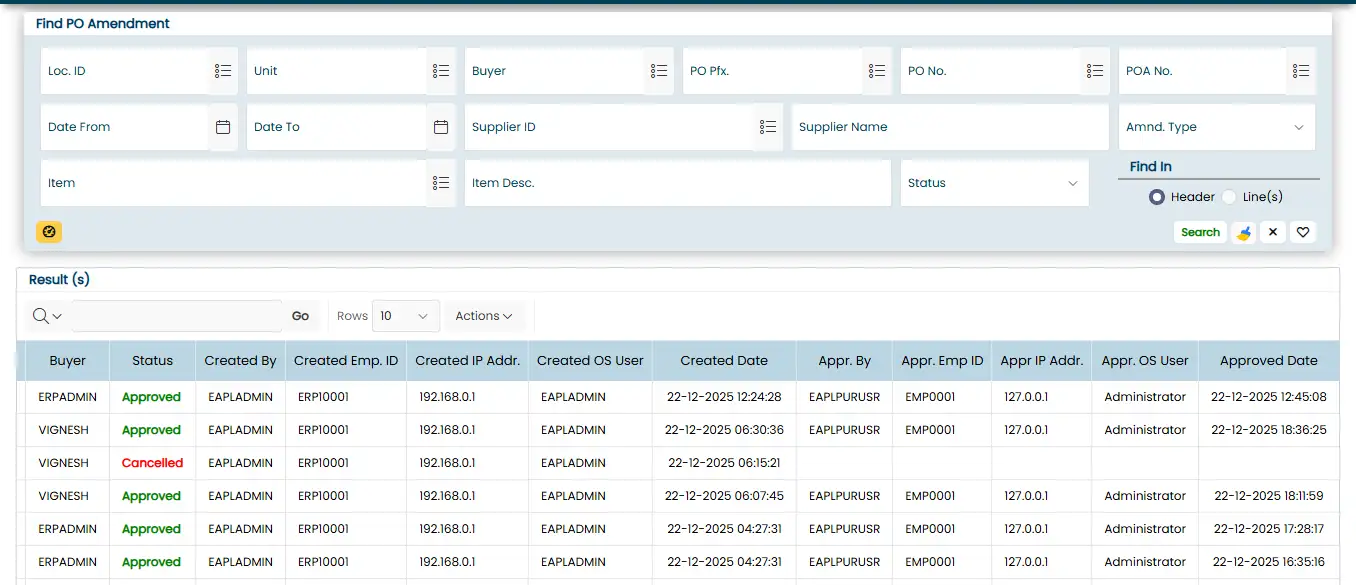 Find PO Amendment
Loc. ID Unit Buyer PO Pfx. PO No. POA No.
Date From Date To Supplier ID Supplier Name Amnd. Type
Item Item Desc. Status Find In
Header Line(s)
Search
Result (s)
Go Rows 10 Actions
Buyer Status Created By Created Emp. ID Created IP Addr. Created OS User Created Date Appr. By Appr. Emp ID Appr IP Addr. Appr. OS User Approved Date
ERPADMIN Approved EAPLADMIN ERP10001 192.168.0.1 EAPLADMIN 22-12-2025 12:24:28 EAPLPURUSR EMP0001 127.0.0.1 Administrator 22-12-2025 12:45:08
VIGNESH Approved EAPLADMIN ERP10001 192.168.0.1 EAPLADMIN 22-12-2025 06:30:36 EAPLPURUSR EMP0001 127.0.0.1 Administrator 22-12-2025 18:36:25
VIGNESH Cancelled EAPLADMIN ERP10001 192.168.0.1 EAPLADMIN 22-12-2025 06:15:21
VIGNESH Approved EAPLADMIN ERP10001 192.168.0.1 EAPLADMIN 22-12-2025 06:07:45 EAPLPURUSR EMP0001 127.0.0.1 Administrator 22-12-2025 18:11:59
ERPADMIN Approved EAPLADMIN ERP10001 192.168.0.1 EAPLADMIN 22-12-2025 04:27:31 EAPLPURUSR EMP0001 127.0.0.1 Administrator 22-12-2025 17:28:17
ERPADMIN Approved EAPLADMIN ERP10001 192.168.0.1 EAPLADMIN 22-12-2025 04:27:31 EAPLPURUSR EMP0001 127.0.0.1 Administrator 22-12-2025 16:35:16